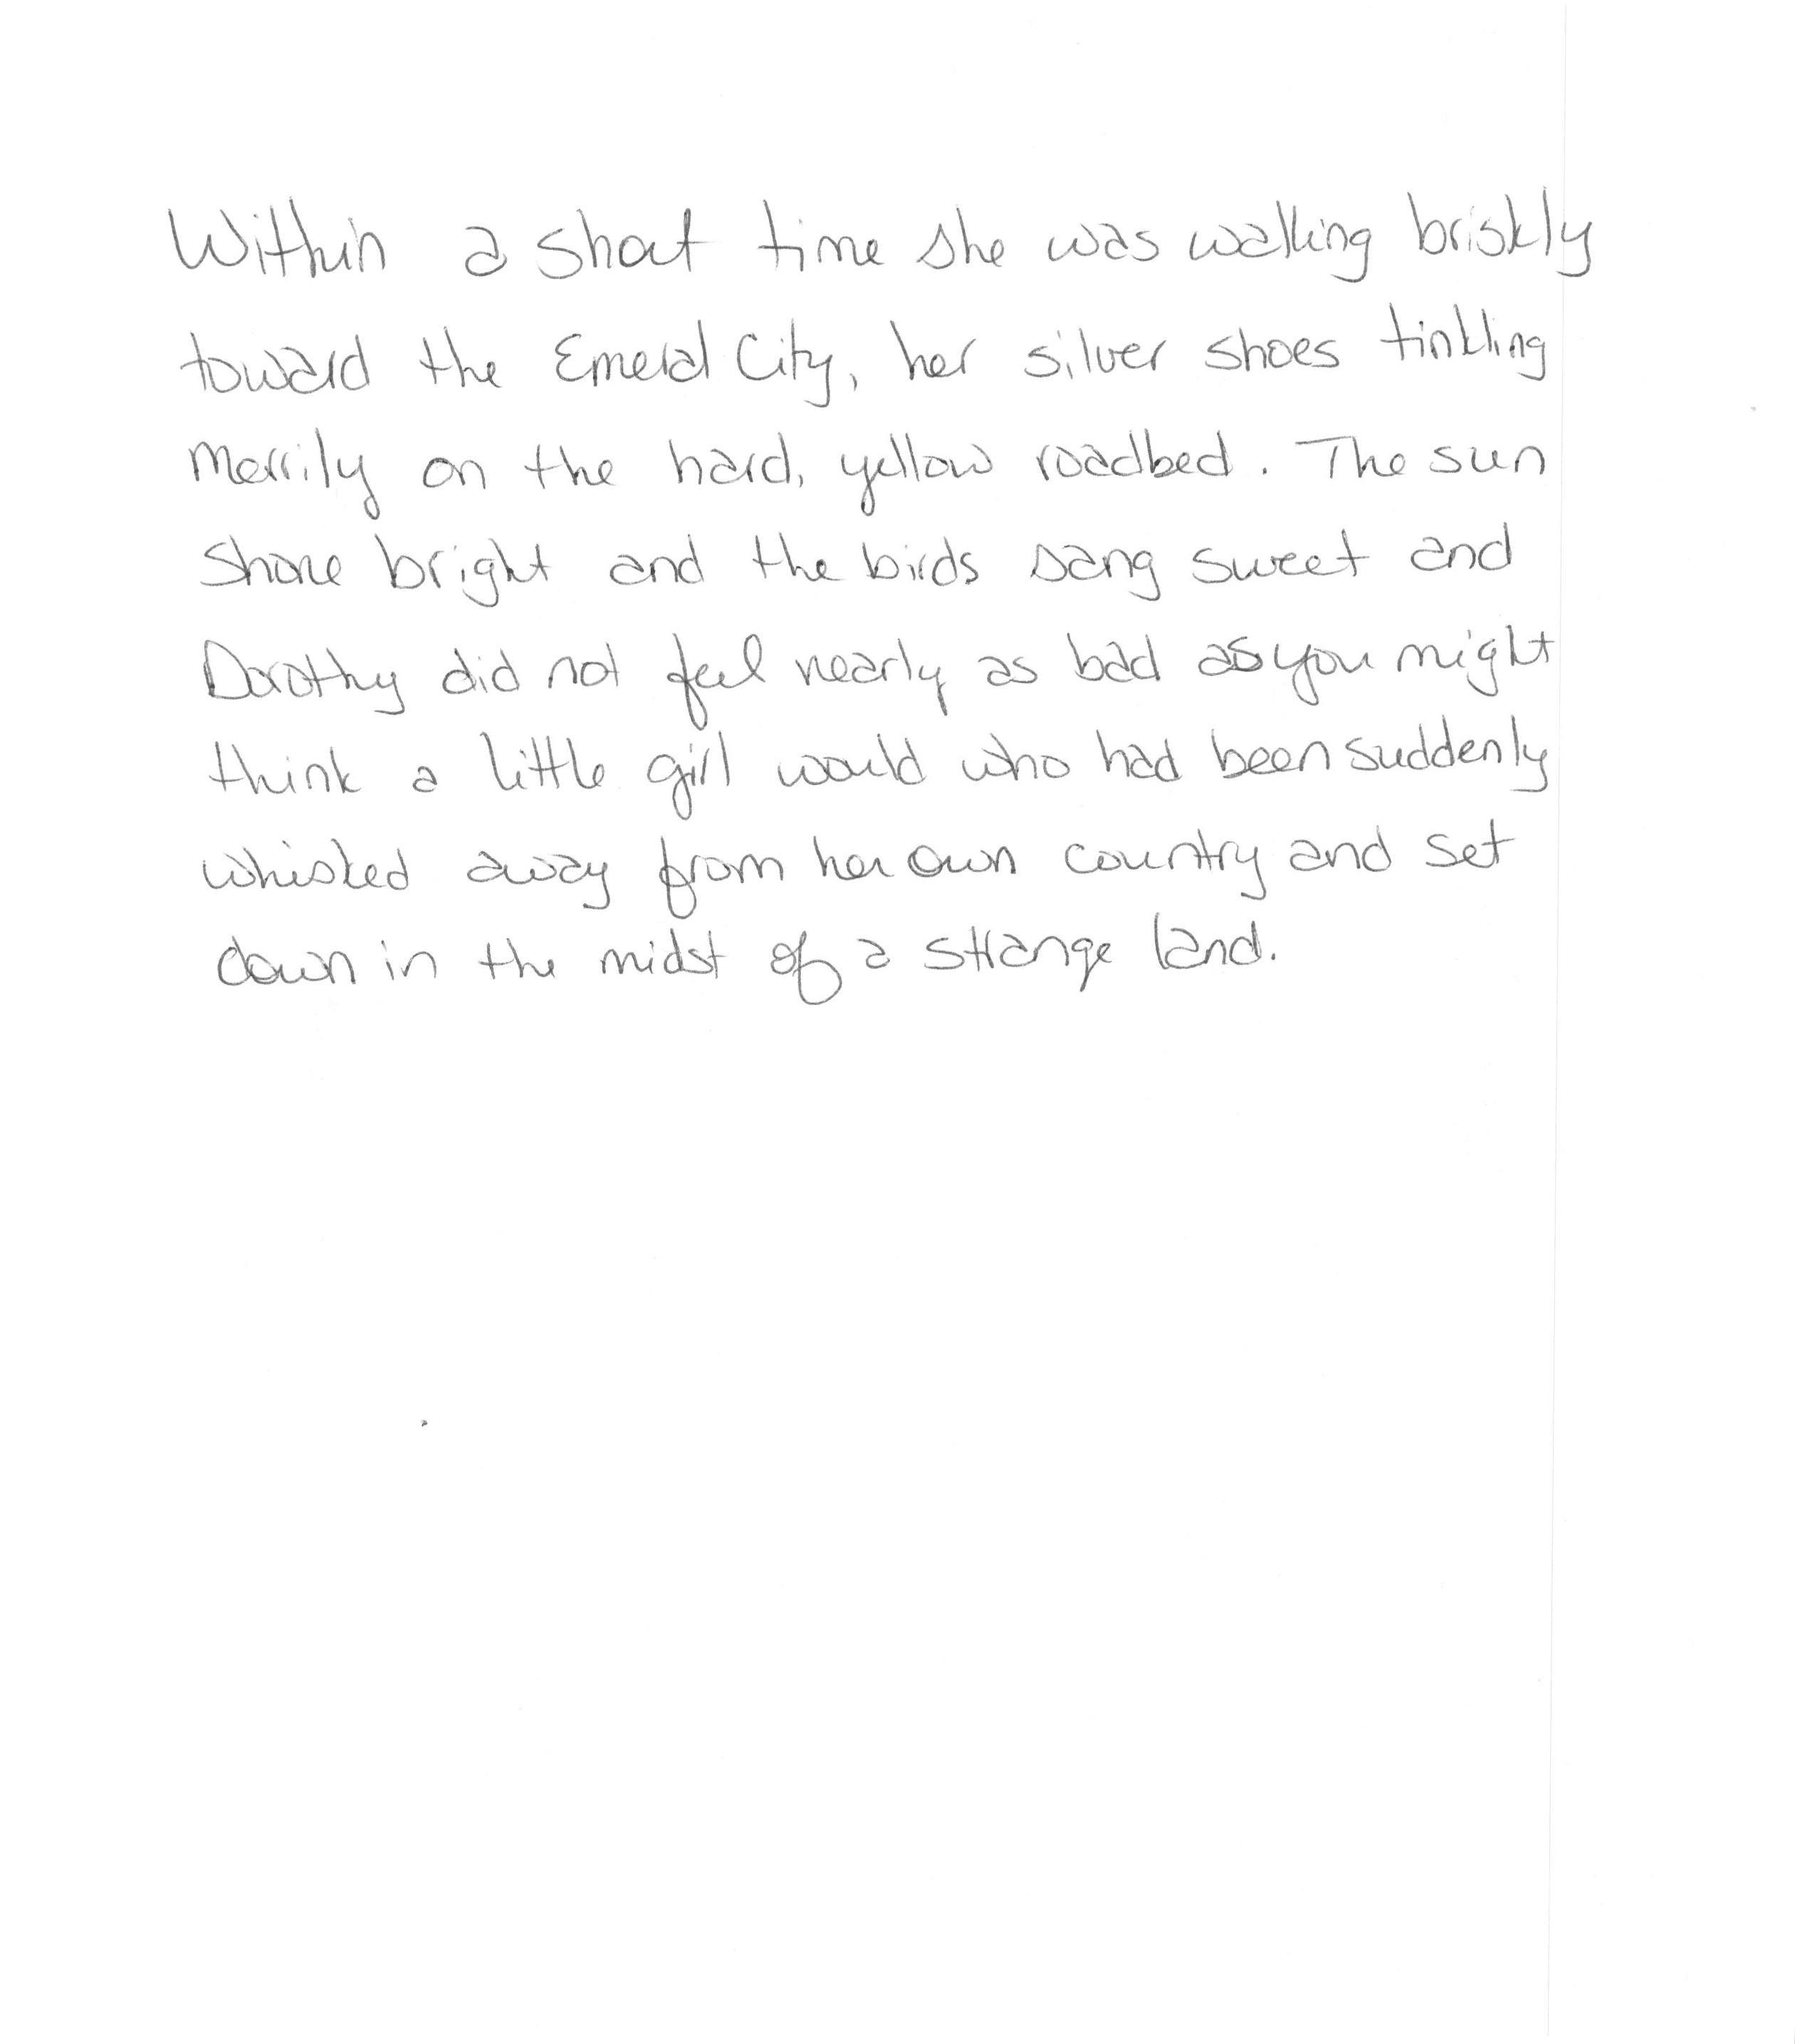 Within a short time she was walking briskly
toward the Emerald City, her silver shoes tinkling
merrily on the hard, yellow roadbed. The sun
shone bright and the birds sang sweet and
Dorothy did not feel nearly as bad as you might
think a little girl would who had been suddenly
whisked away from her own country and set
down in the midst of a strange land.